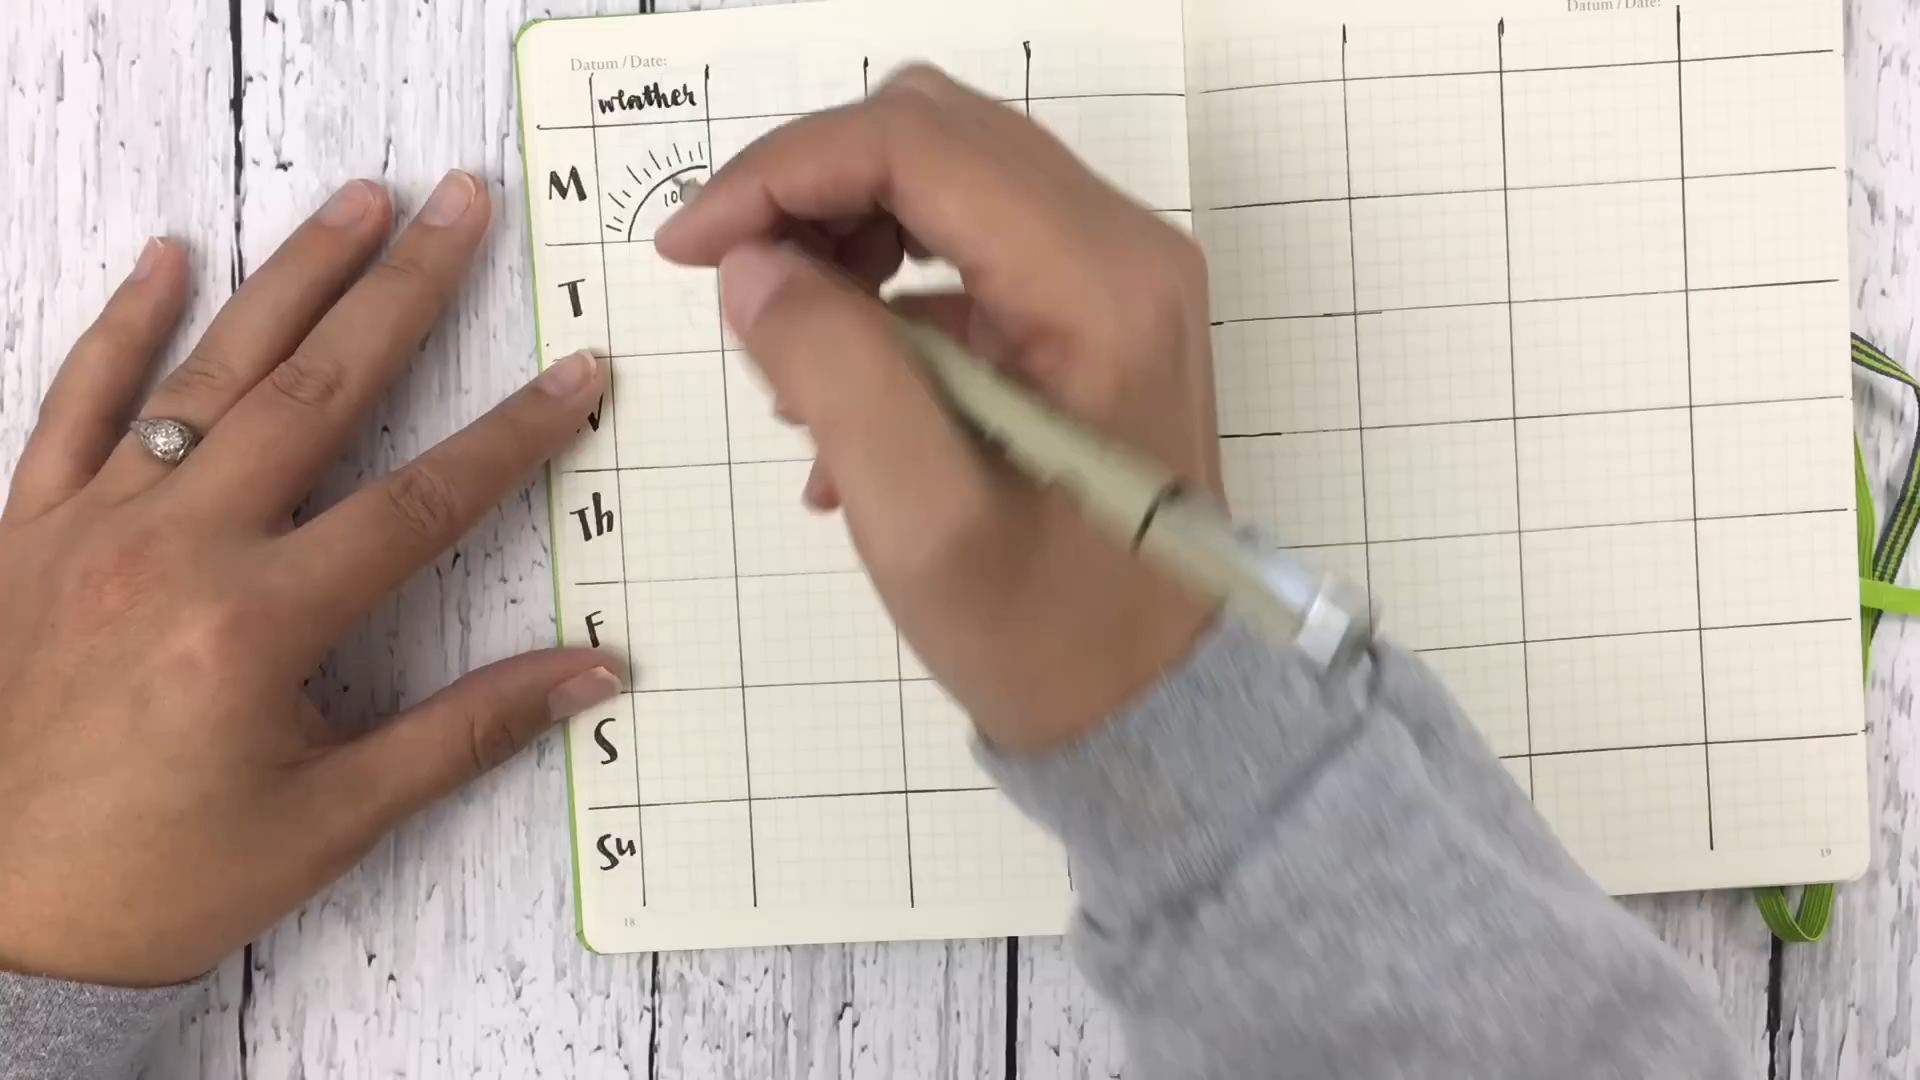 Datum / Date:
Datum / Date:
weather
M
T
Th
F
S
Su
18
19